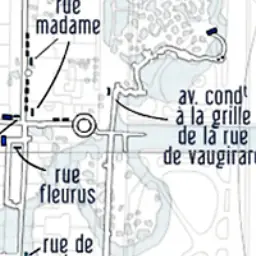 rue
madame
av. condt
à la grille
de la rue
de vaugirard
rue
fleurus
rue de